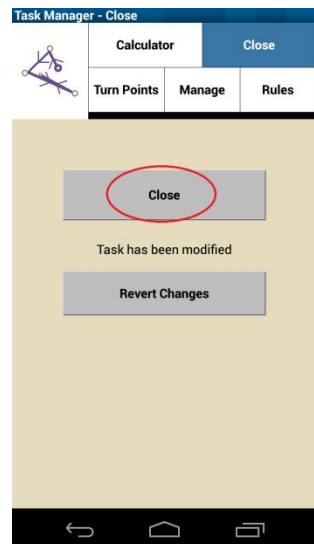 Task Manager - Close
Calculator Close
Turn Points Manage Rules
Close
Task has been modified
Revert Changes